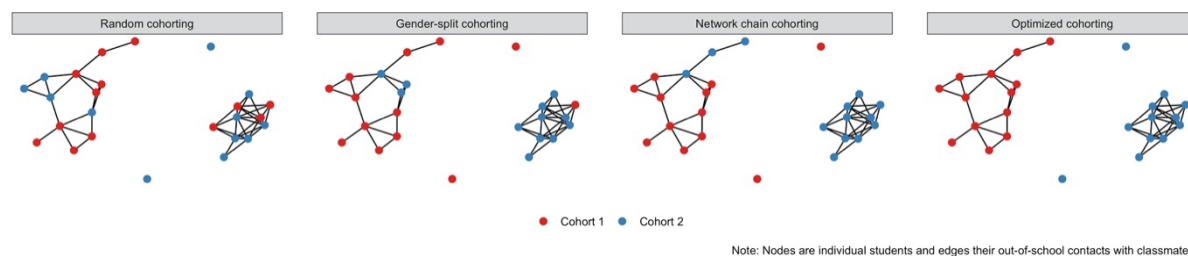 Random cohorting
Gender-split cohorting
Network chain cohorting
Optimized cohorting
Cohort 1
Cohort 2
Note: Nodes are individual students and edges their out-of-school contacts with classmate